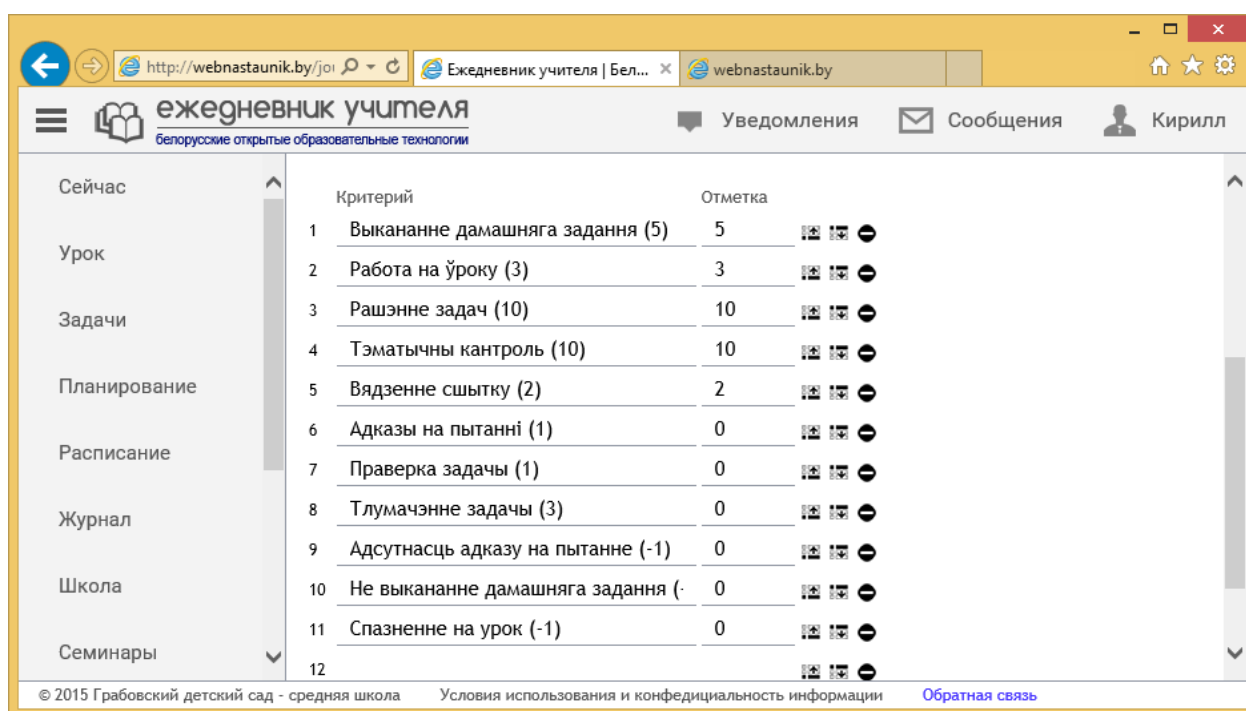 http://webnastaunik.by/joι Ежедневник учителя | Бел... webnastaunik.by
ежедневник учителя
белорусские открытые образовательные технологии
Уведомления Сообщения Кирилл
Сейчас
Урок
Задачи
Планирование
Расписание
Журнал
Школа
Семинары
Критерий Отметка
1 Выкананне дамашняга задання (5) 5
2 Работа на ўроку (3) 3
3 Рашэнне задач (10) 10
4 Тэматычны кантроль (10) 10
5 Вядзенне сшытку (2) 2
6 Адказы на пытанні (1) 0
7 Праверка задачы (1) 0
8 Тлумачэнне задачы (3) 0
9 Адсутнасць адказу на пытанне (-1) 0
10 Не выкананне дамашняга задання (- 0
11 Спазненне на урок (-1) 0
12
© 2015 Грабовский детский сад - средняя школа Условия использования и конфедициальность информации Обратная связь